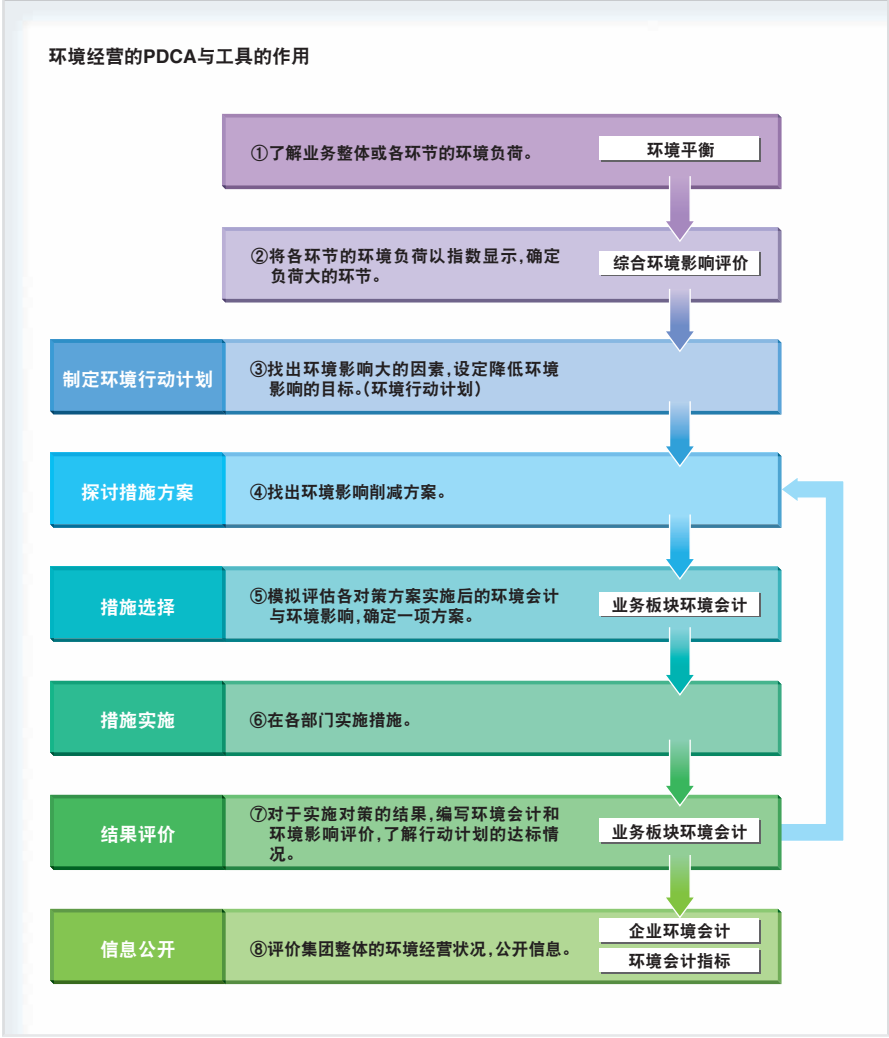 环境经营的PDCA与工具的作用
①了解业务整体或各环节的环境负荷。
环境平衡
②将各环节的环境负荷以指数显示,确定
负荷大的环节。
综合环境影响评价
制定环境行动计划
③找出环境影响大的因素,设定降低环境
影响的目标。(环境行动计划)
探讨措施方案
④找出环境影响削减方案。
措施选择
⑤模拟评估各对策方案实施后的环境会计
与环境影响,确定一项方案。
业务板块环境会计
措施实施
⑥在各部门实施措施。
结果评价
⑦对于实施对策的结果,编写环境会计和
环境影响评价,了解行动计划的达标情
况。
业务板块环境会计
信息公开
⑧评价集团整体的环境经营状况,公开信息。
企业环境会计
环境会计指标